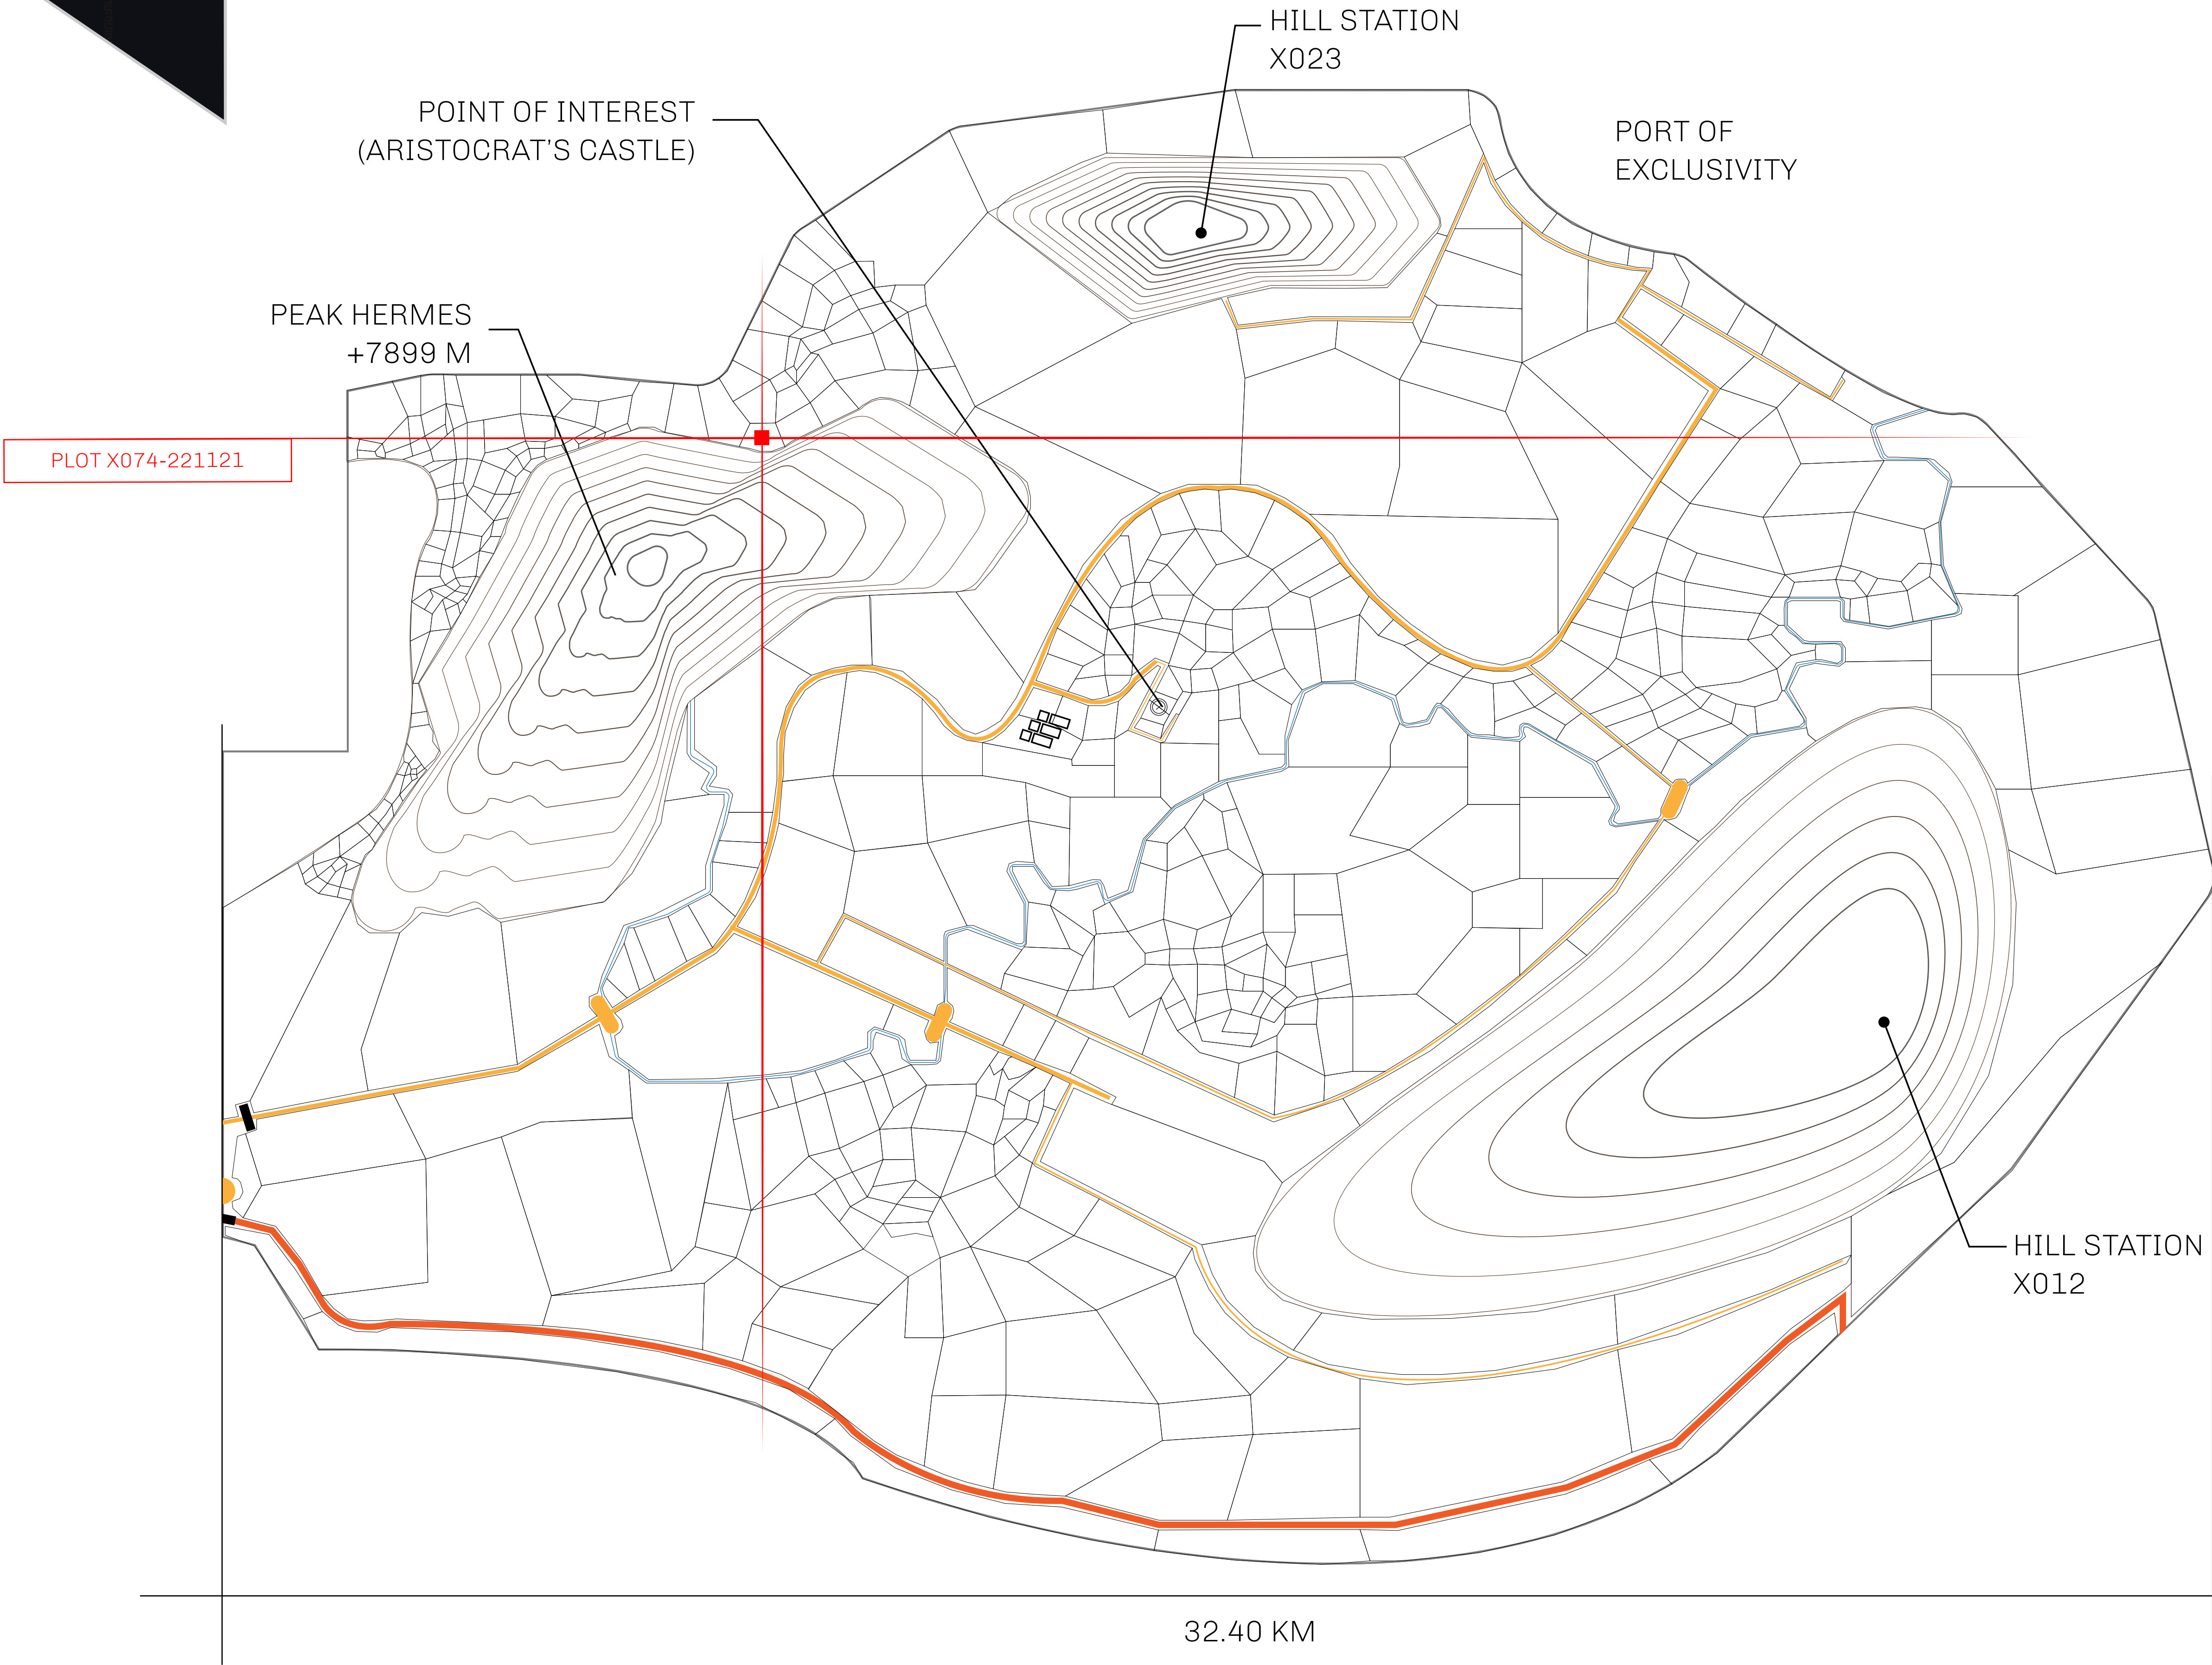 HILL STATION
X023
POINT OF INTEREST
(ARISTOCRAT'S CASTLE)
PORT OF
EXCLUSIVITY
PEAK HERMES
+7899 M
PLOT X074-221121
HILL STATION
X012
32.40 KM